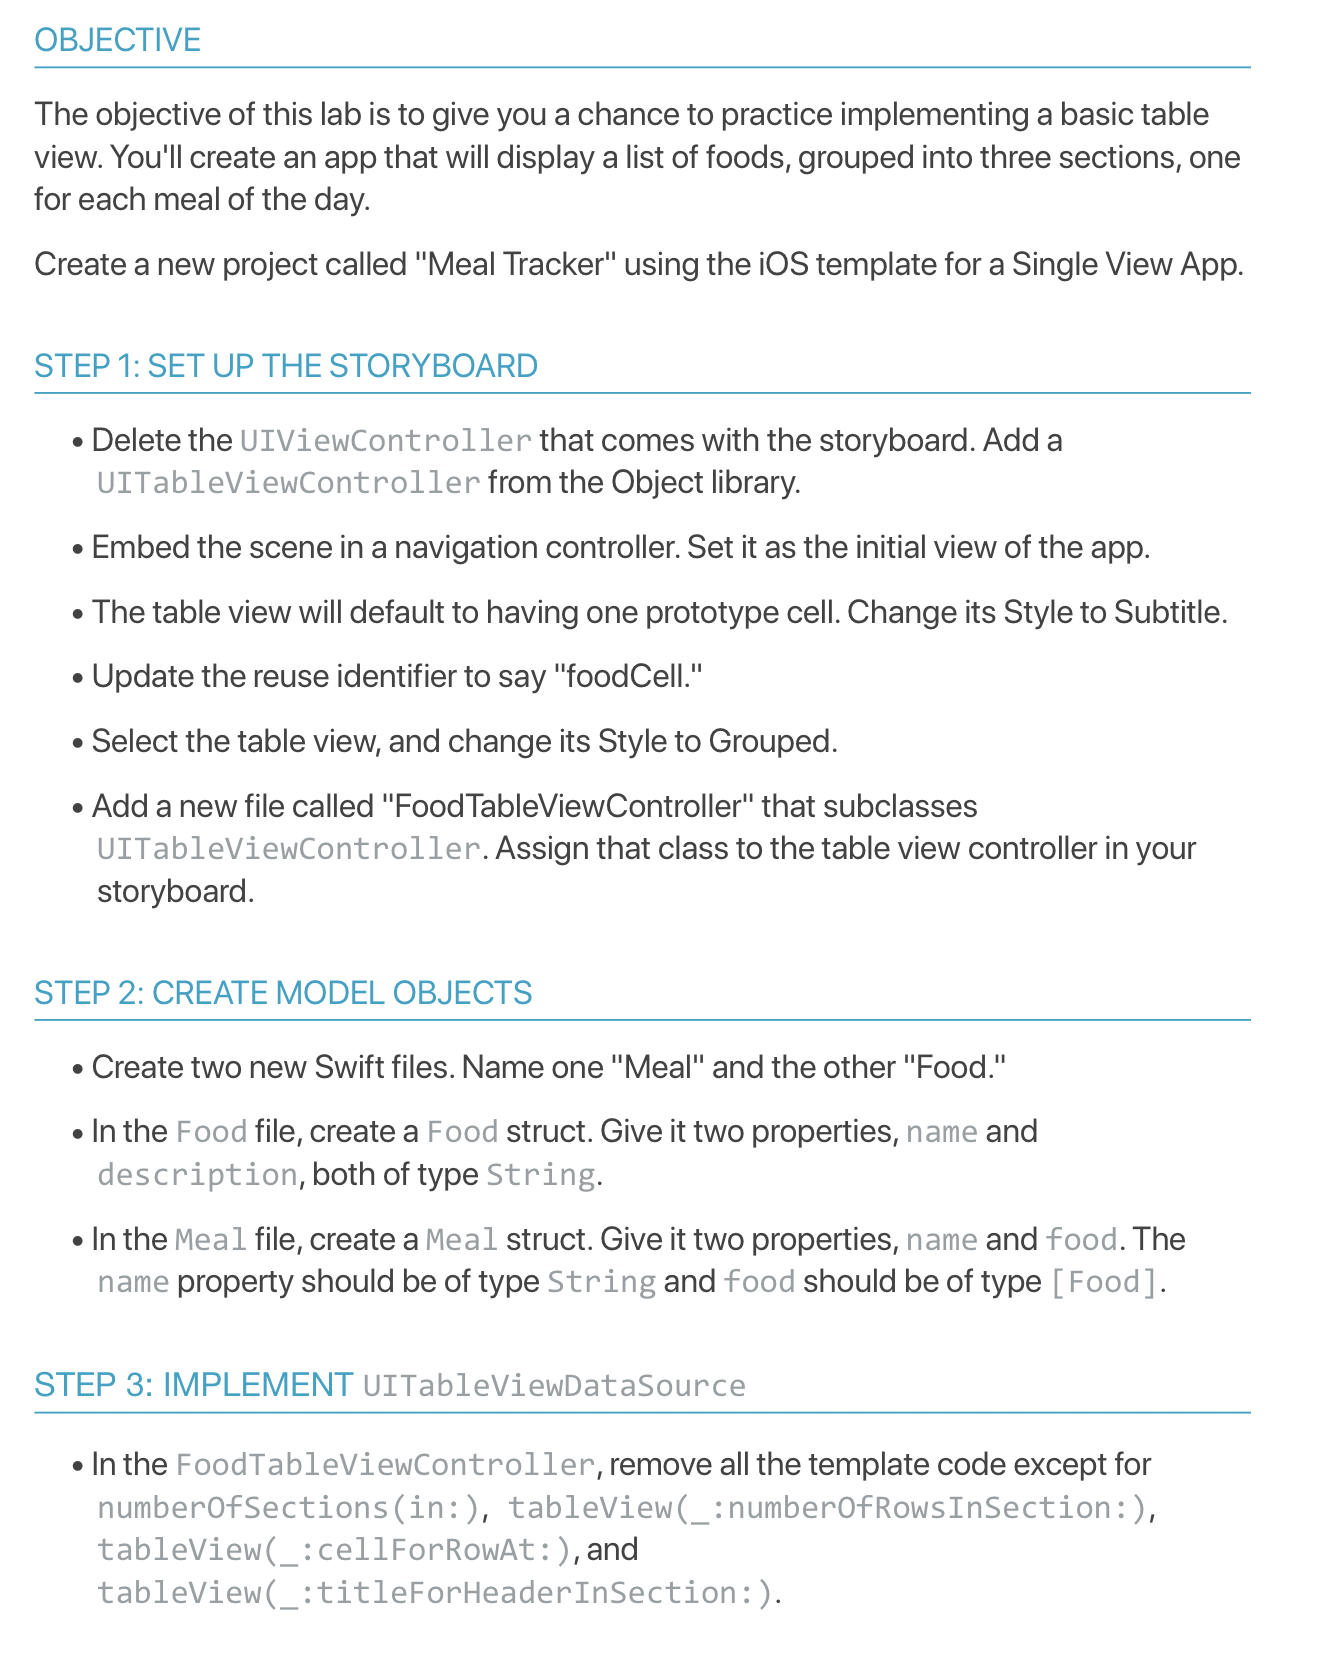 OBJECTIVE
The objective of this lab is to give you a chance to practice implementing a basic table
view. You'll create an app that will display a list of foods, grouped into three sections, one
for each meal of the day.
Create a new project called "Meal Tracker" using the iOS template for a Single View App.
STEP 1: SET UP THE STORYBOARD
• Delete the UIViewController that comes with the storyboard. Add a
UITableViewController from the Object library.
• Embed the scene in a navigation controller. Set it as the initial view of the app.
• The table view will default to having one prototype cell. Change its Style to Subtitle.
• Update the reuse identifier to say "foodCell."
• Select the table view, and change its Style to Grouped.
• Add a new file called "FoodTableViewController" that subclasses
UITableViewController. Assign that class to the table view controller in your
storyboard.
STEP 2: CREATE MODEL OBJECTS
• Create two new Swift files. Name one "Meal" and the other "Food."
• In the Food file, create a Food struct. Give it two properties, name and
description, both of type String.
• In the Meal file, create a Meal struct. Give it two properties, name and food. The
name property should be of type String and food should be of type [Food].
STEP 3: IMPLEMENT UITableViewDataSource
• In the FoodTableViewController, remove all the template code except for
numberOfSections(in:), tableView(_:numberOfRowsInSection:),
tableView(_:cellForRowAt:), and
tableView(_:titleForHeaderInSection:).